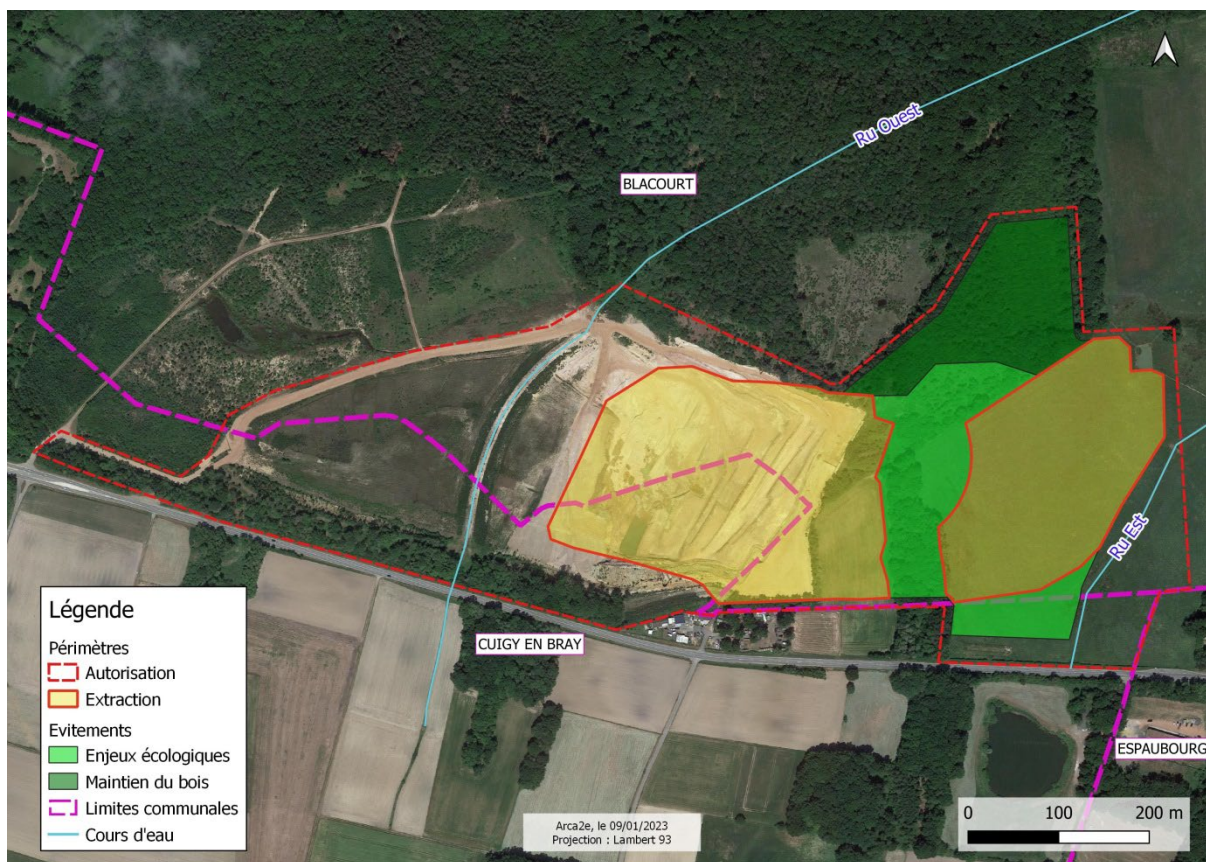 Ru Ouest
BLACOURT
Ru Est
CUIGY EN BRAY
ESPAUBOURG
Légende
Périmètres
Autorisation
Extraction
Evitements
Enjeux écologiques
Maintien du bois
Limites communales
Cours d'eau
Arca2e, le 09/01/2023
Projection : Lambert 93
0 100 200 m